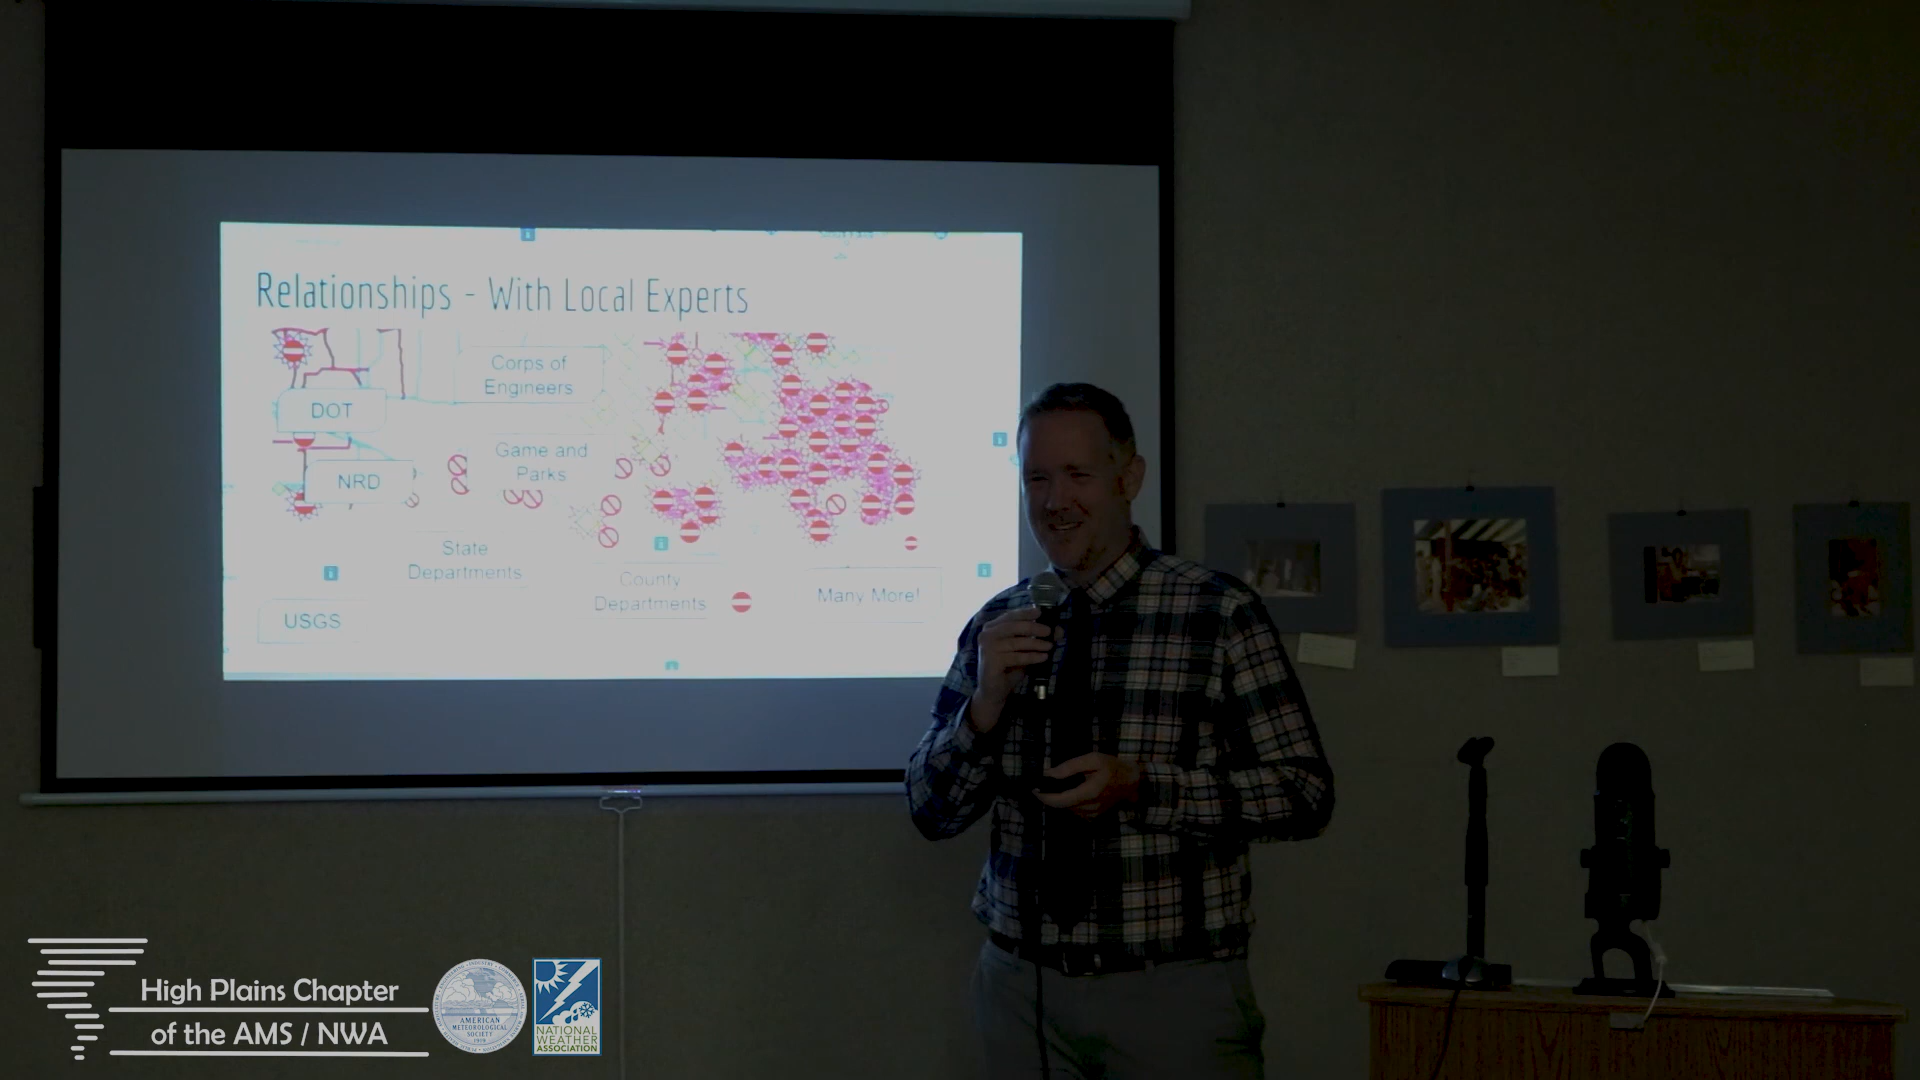 Relationships - With Local Experts
Corps of
Engineers
DOT
Game and
Parks
NRD
State
Departments
County
Departments
Many More!
USGS
High Plains Chapter
of the AMS / NWA
AMERICAN
METEOROLOGICAL
SOCIETY
NATIONAL
WEATHER
ASSOCIATION